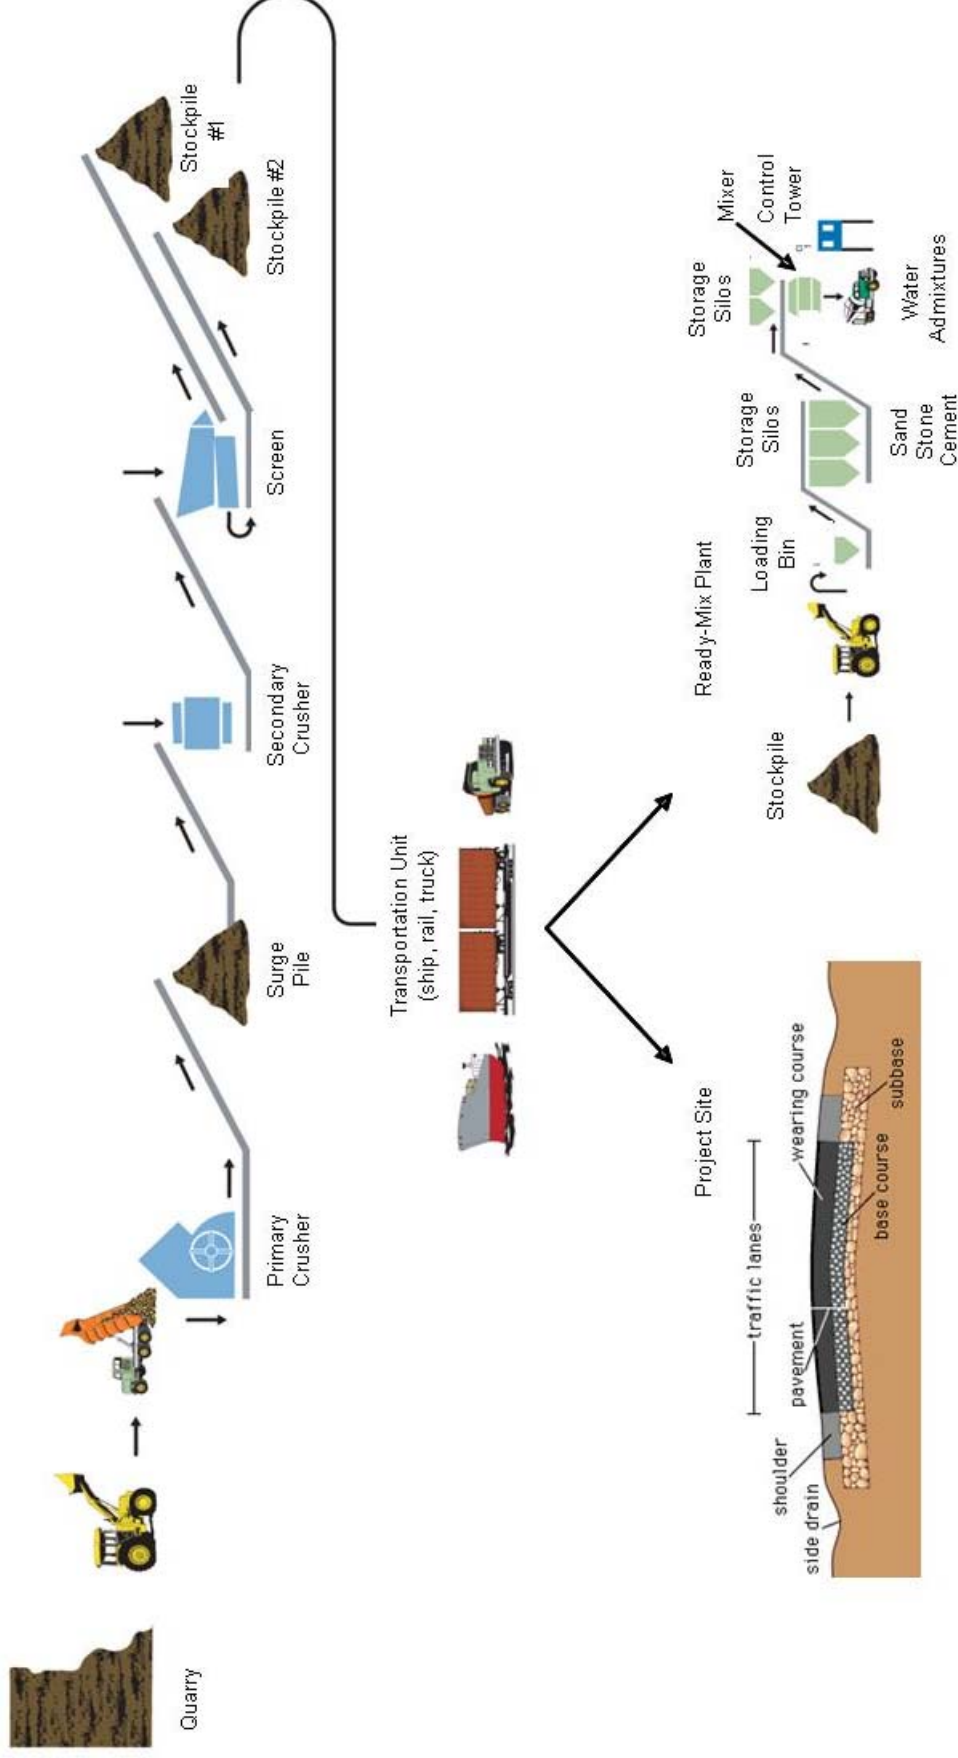 Quarry
Primary
Crusher
Surge
Pile
Secondary
Crusher
Screen
Stockpile #2
Stockpile
#1
Transportation Unit
(ship, rail, truck)
Project Site
traffic lanes
side drain
shoulder
pavement
wearing course
base course
subbase
Ready-Mix Plant
Stockpile
Loading
Bin
Storage
Silos
Sand
Stone
Cement
Storage
Silos
Mixer
Control
Tower
Water
Admixtures